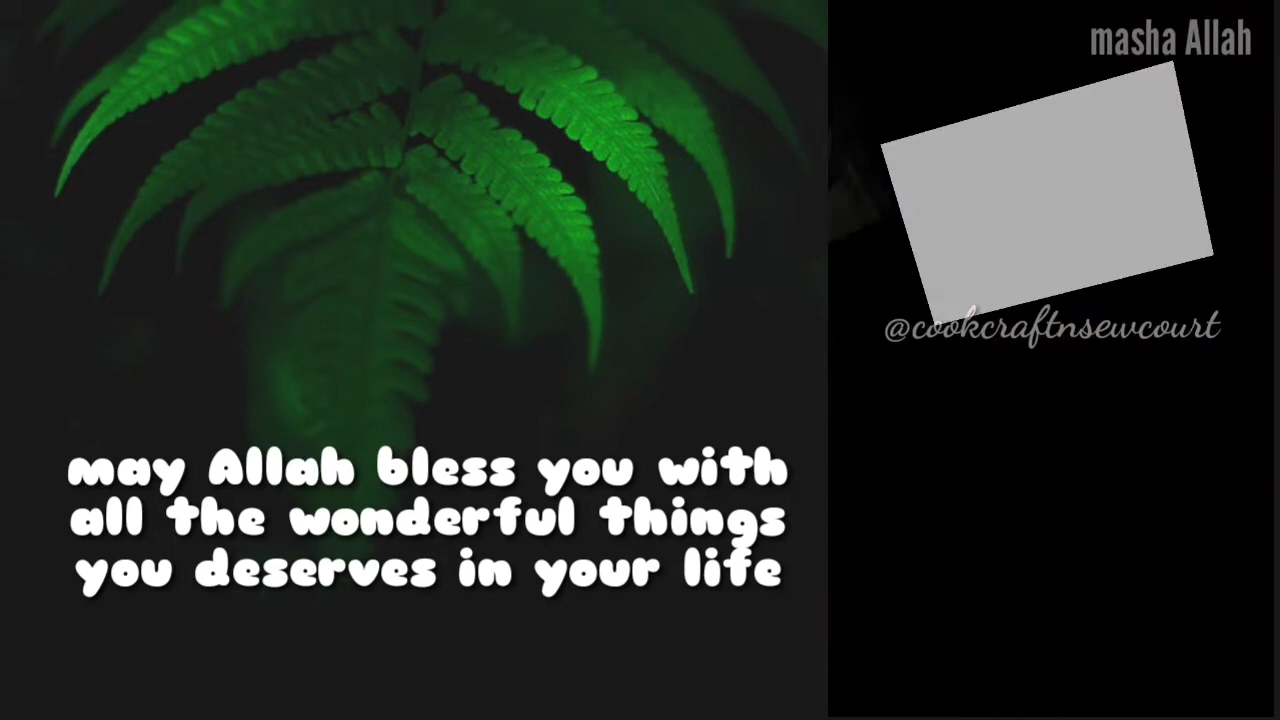 masha Allah
@cookcraftnsewcourt
may Allah bless you with
all the wonderful things
you deserves in your life